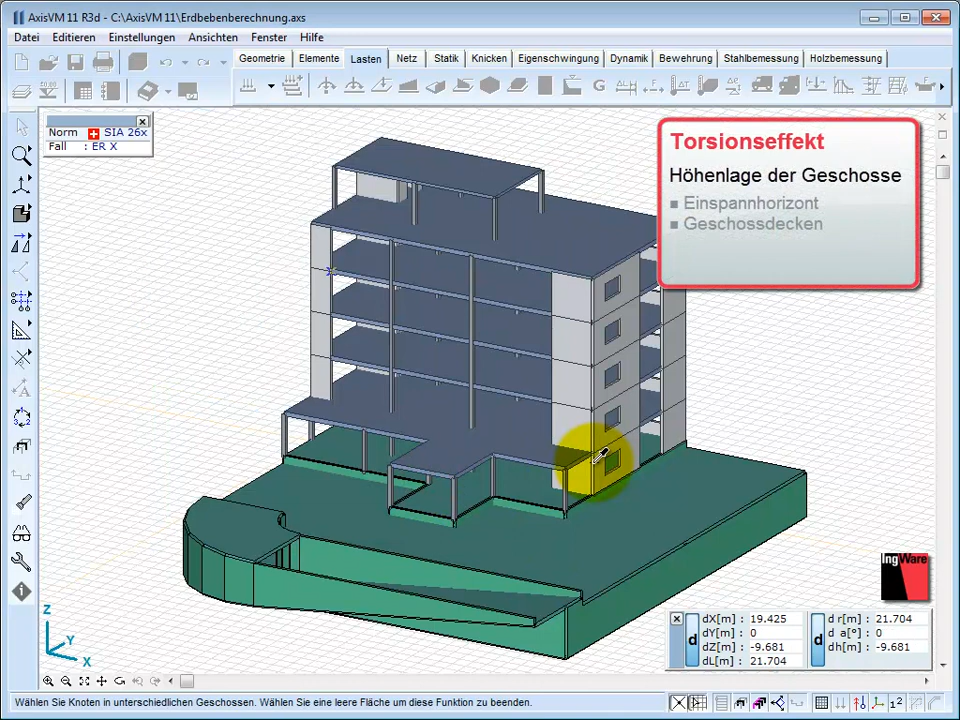 AxisVM 11 R3d - C:\AxisVM 11\Erdbebenberechnung.axs
Datei Editieren Einstellungen Ansichten Fenster Hilfe
Geometrie Elemente Lasten Netz Statik Knicken Eigenschwingung Dynamik Bewehrung Stahlbemessung Holzbemessung
Norm SIA 26x
Fall : ER X
Torsionseffekt
Höhenlage der Geschosse
Einspannhorizont
Geschossdecken
IngWare
Z
Y
X
d
dX[m] : 19.425
dY[m] : 0
dZ[m] : -9.681
dL[m] : 21.704
d
d r[m] : 21.704
d a[°] : 0
dh[m] : -9.681
Wählen Sie Knoten in unterschiedlichen Geschossen. Wählen Sie eine leere Fläche um diese Funktion zu beenden.